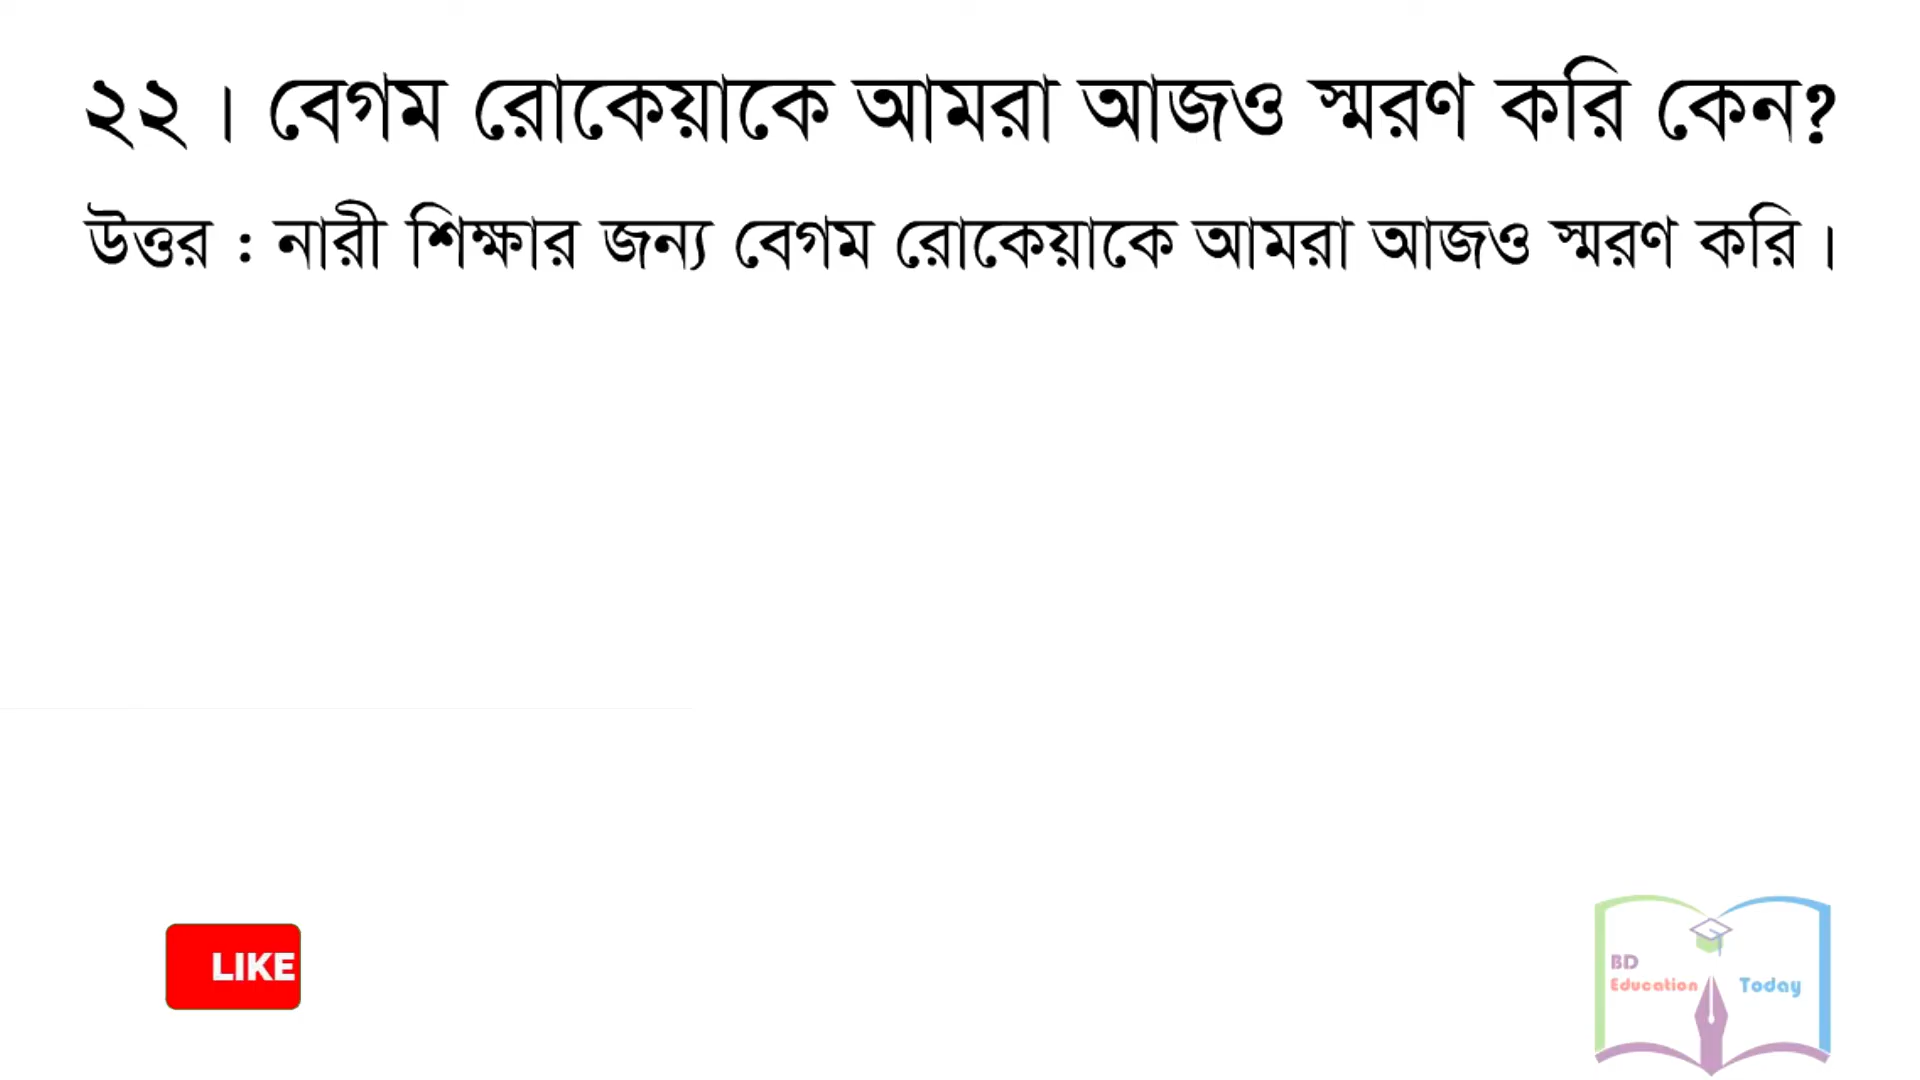 ২২। বেগম রোকেয়াকে আমরা আজও স্মরণ করি কেন?
উত্তর : নারী শিক্ষার জন্য বেগম রোকেয়াকে আমরা আজও স্মরণ করি।
LIKE
BD
Education Today